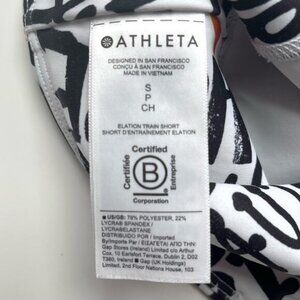 ATHLETA
DESIGNED IN SAN FRANCISCO
CONÇU À SAN FRANCISCO
MADE IN VIETNAM
S
P
CH
ELATION TRAIN SHORT
SHORT D'ENTRAÎNEMENT ELATION
Certified
Certifiée
B
Entreprise
Corporation
US/GB: 78% POLYESTER, 22%
LYCRA® SPANDEX /
LYCRA®ELASTANE
DISTRIBUIDO POR / Imported
By/Importé Par / ΕΙΣΑΓΕΤΑΙ ΑΠΟ ΤΗΝ: Gap
Stores (Ireland) Limited c/o Arthur
Cox, 10 Earlsfort Terrace, Dublin 2, D02
T380, Ireland Gap (UK Holdings)
Limited, 2nd Floor Nations House, 103